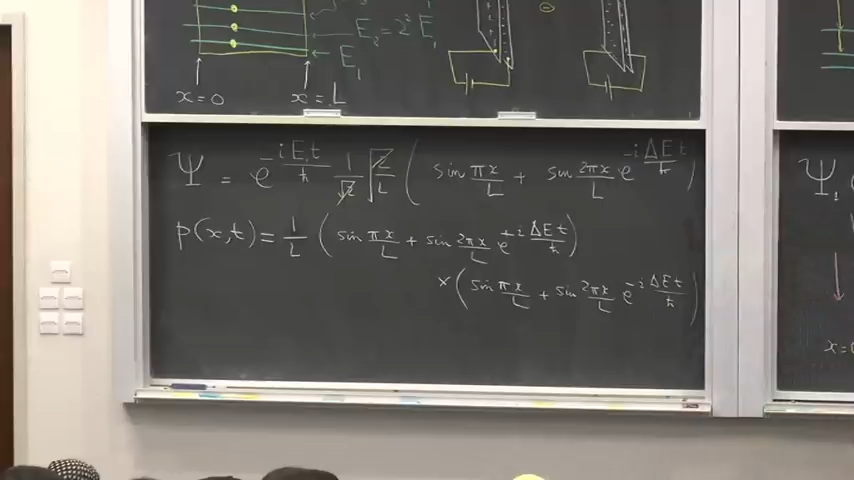 E₂ = 2² E₁
E₁
x = 0 x = L
Ψ = e^{-iE₁t/ħ} 1/√2 √(2/L) ( sin πx/L + sin 2πx/L e^{-iΔEt/ħ} )
p(x,t) = 1/L ( sin πx/L + sin 2πx/L e^{+iΔEt/ħ} )
× ( sin πx/L + sin 2πx/L e^{-iΔEt/ħ} )
Ψ₁